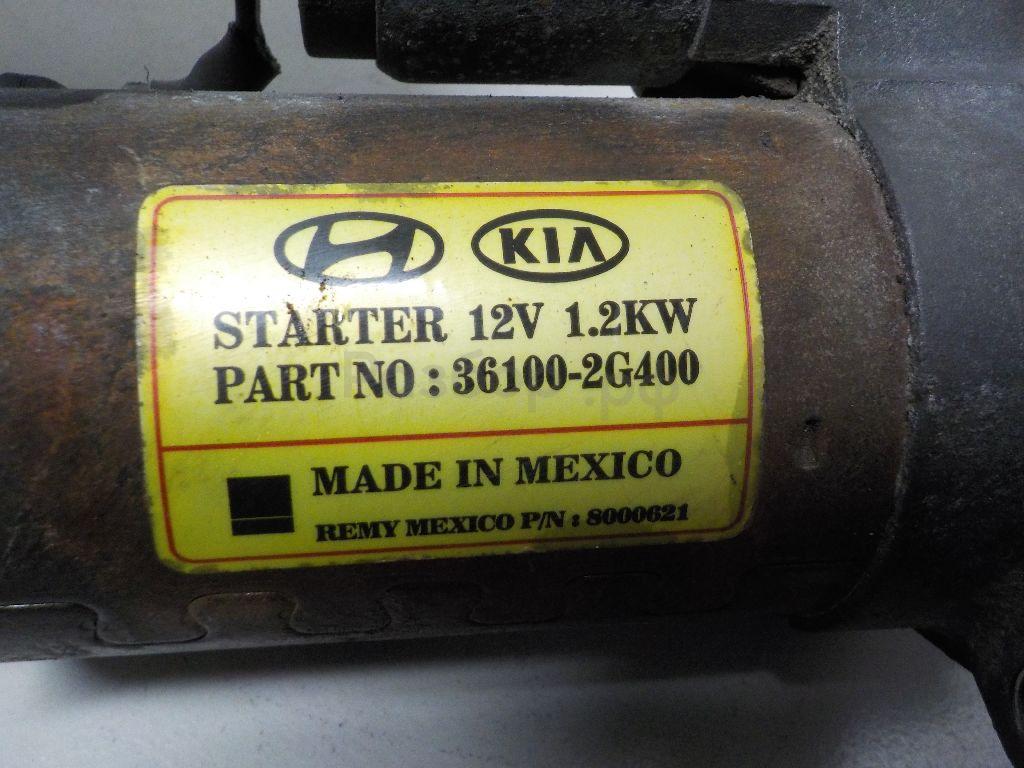 KIA
STARTER 12V 1.2KW
PART NO : 36100-2G400
MADE IN MEXICO
REMY MEXICO P/N : 8000621